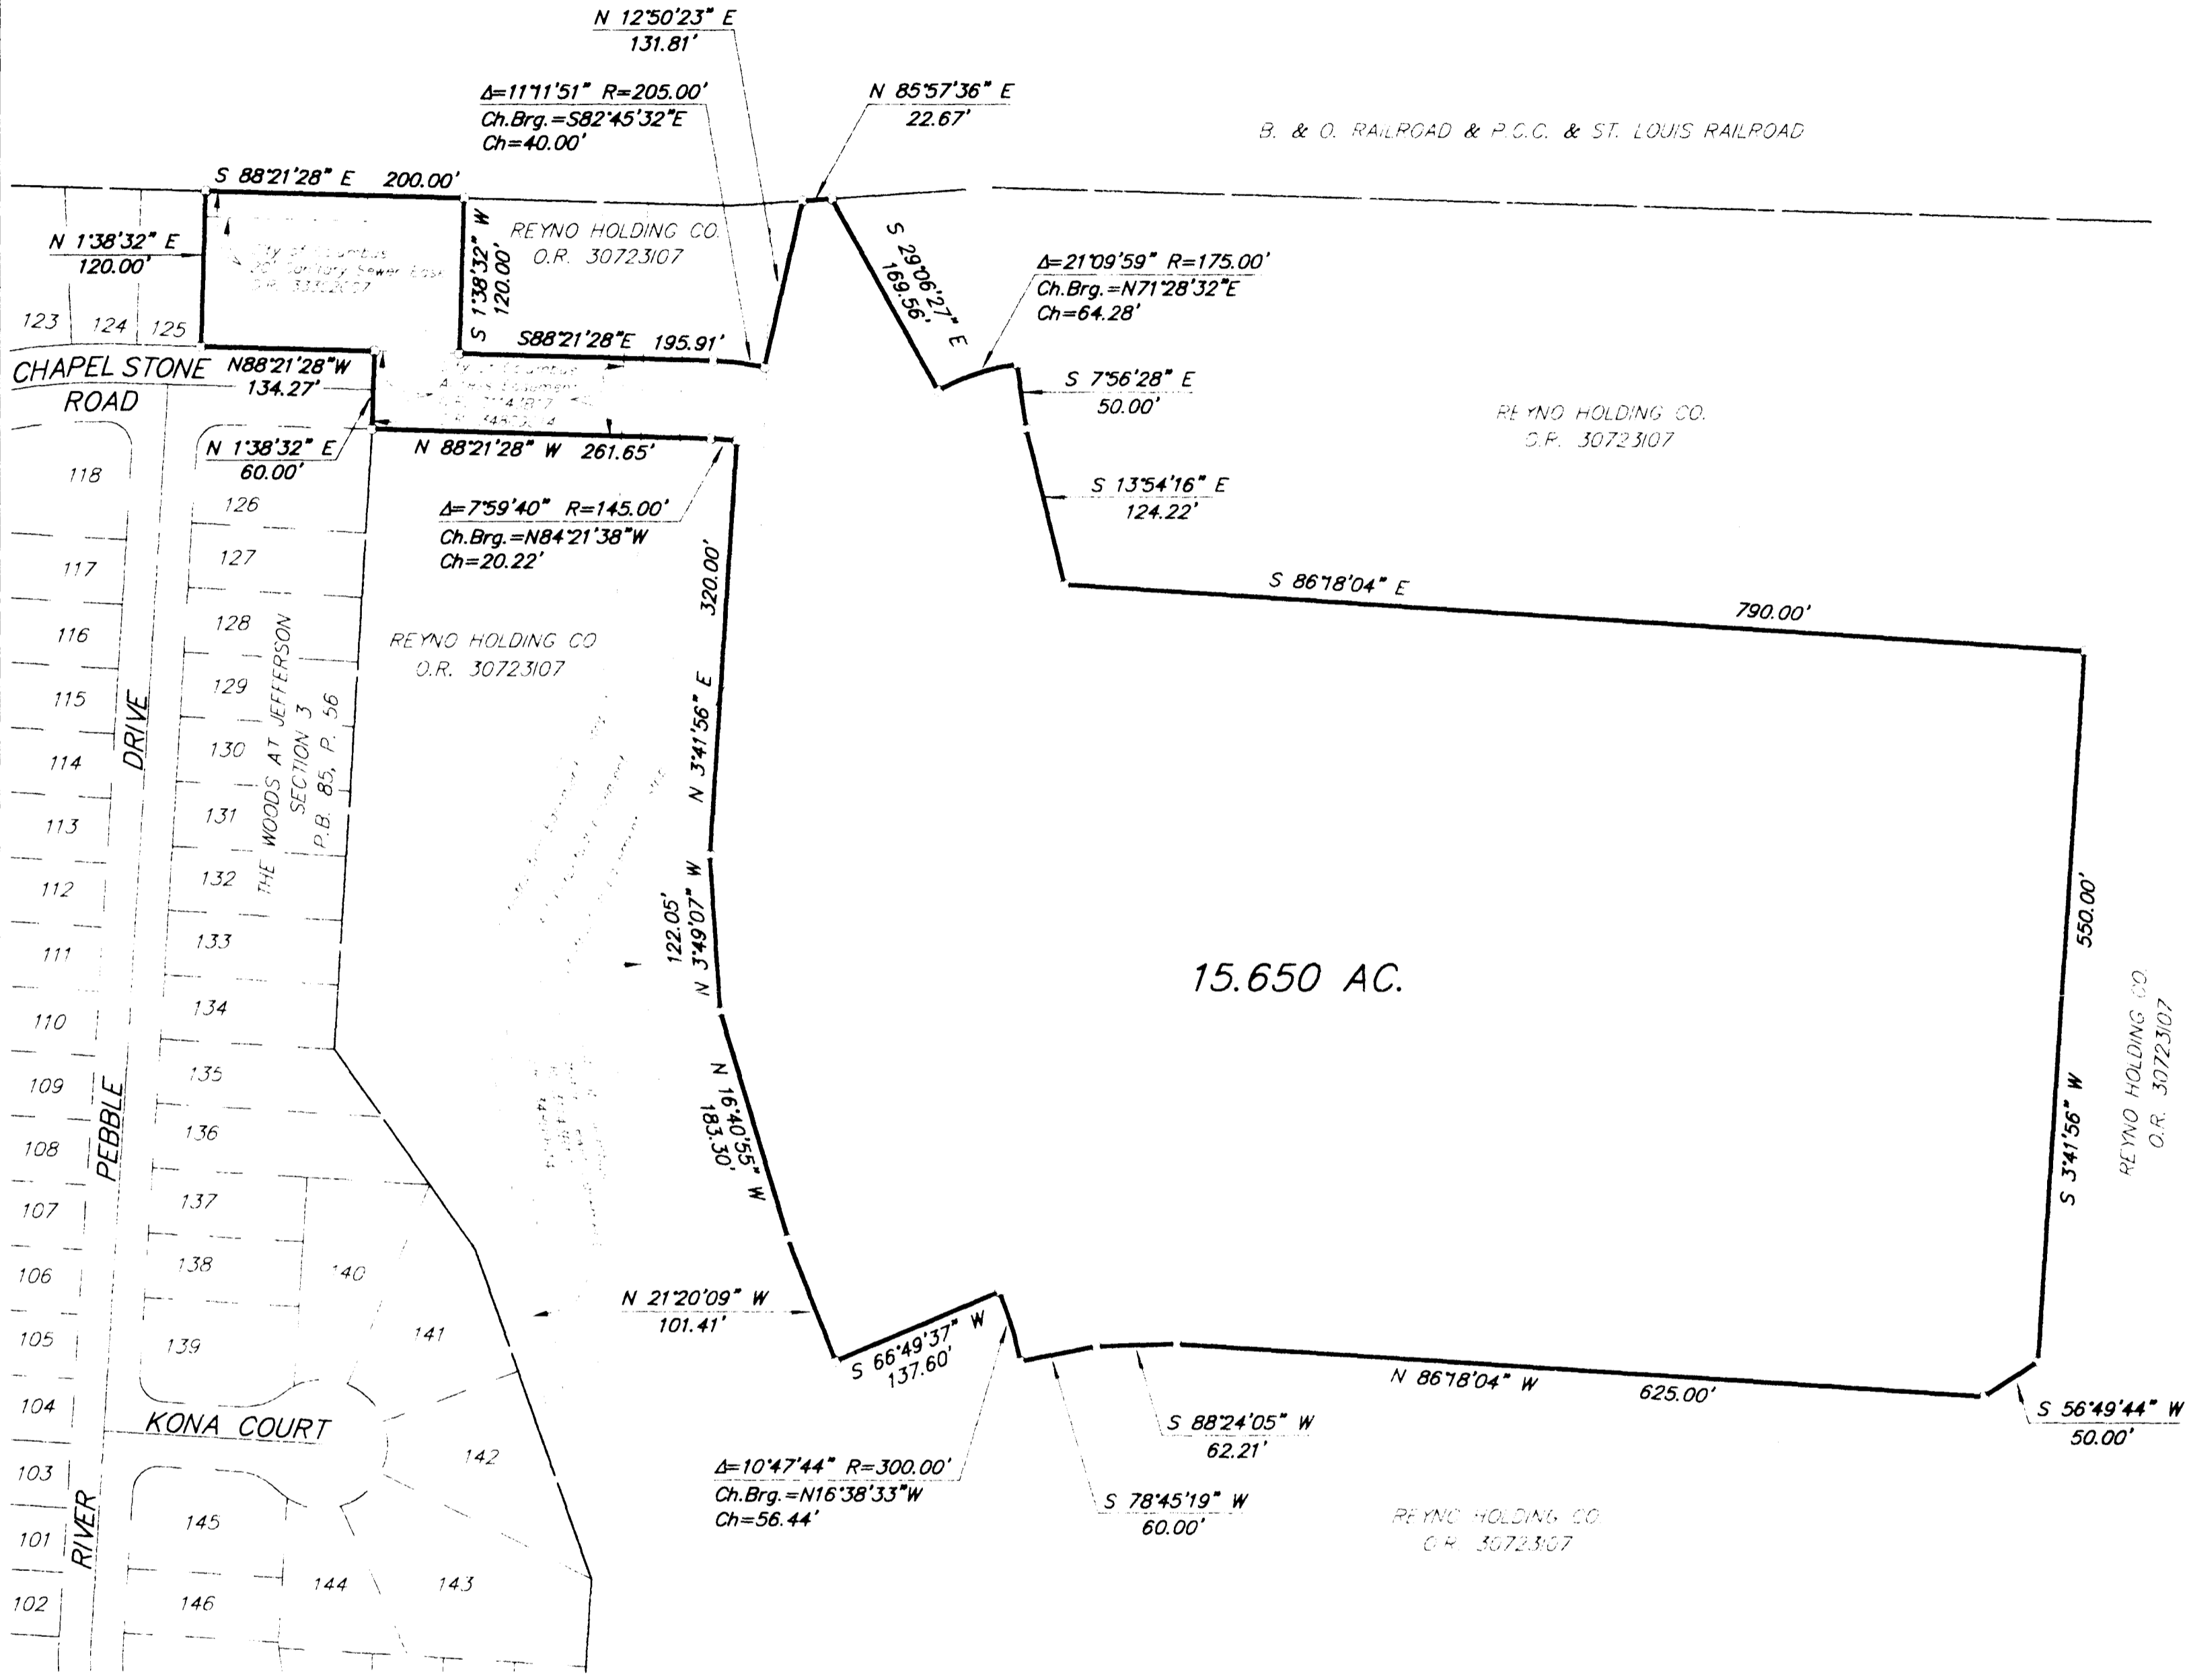 N 12°50'23" E
131.81'
Δ=11°11'51" R=205.00'
Ch.Brg.=S82°45'32"E
Ch=40.00'
N 85°57'36" E
22.67'
B. & O. RAILROAD & P.C.C. & ST. LOUIS RAILROAD
S 88°21'28" E 200.00'
N 1°38'32" E
120.00'
City of Columbus
Sanitary Sewer
S 1°38'32" W
120.00'
REYNO HOLDING CO.
O.R. 30723I07
S88°21'28"E 195.91'
S 29°06'27" E
169.56'
Δ=21°09'59" R=175.00'
Ch.Brg.=N71°28'32"E
Ch=64.28'
S 7°56'28" E
50.00'
REYNO HOLDING CO.
O.R. 30723I07
S 13°54'16" E
124.22'
123
124
125
CHAPEL STONE
ROAD
N88°21'28"W
134.27'
N 1°38'32" E
60.00'
N 88°21'28" W 261.65'
Δ=7°59'40" R=145.00'
Ch.Brg.=N84°21'38"W
Ch=20.22'
S 86°18'04" E
790.00'
REYNO HOLDING CO
O.R. 30723I07
N 3°41'56" E
320.00'
N 3°49'07" W
122.05'
N 16°40'55" W
183.30'
15.650 AC.
550.00'
S 3°41'56" W
REYNO HOLDING CO.
O.R. 30723I07
N 21°20'09" W
101.41'
S 66°49'37" W
137.60'
Δ=10°47'44" R=300.00'
Ch.Brg.=N16°38'33"W
Ch=56.44'
S 78°45'19" W
60.00'
S 88°24'05" W
62.21'
N 86°18'04" W
625.00'
S 56°49'44" W
50.00'
REYNO HOLDING CO.
O.R. 30723I07
THE WOODS AT JEFFERSON
SECTION 3
P.B. 85, P. 56
RIVER
PEBBLE
DRIVE
KONA COURT
118
117
116
115
114
113
112
111
110
109
108
107
106
105
104
103
101
102
126
127
128
129
130
131
132
133
134
135
136
137
138
139
140
141
142
143
144
145
146